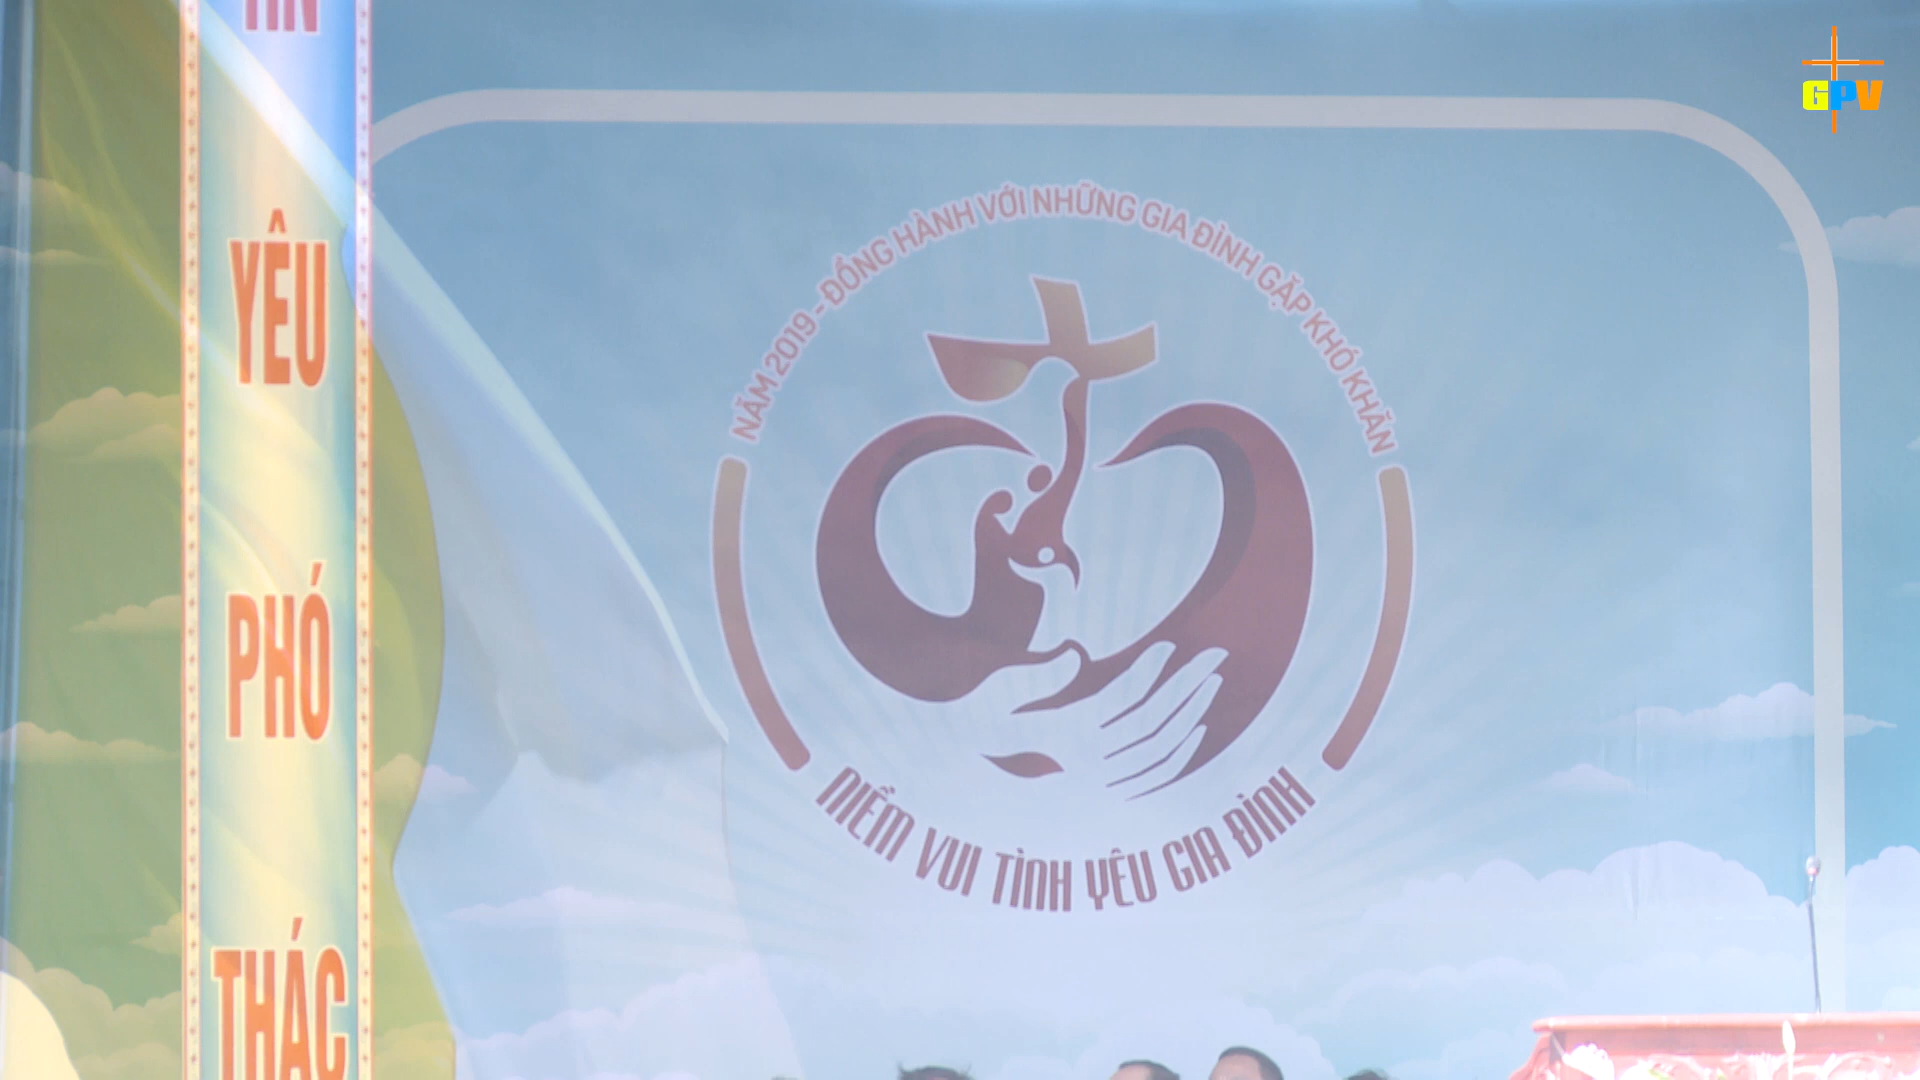 YÊU
PHÓ
THÁC
NĂM 2019 - ĐỒNG HÀNH VỚI NHỮNG GIA ĐÌNH GẶP KHÓ KHĂN
NIỀM VUI TÌNH YÊU GIA ĐÌNH
GPV